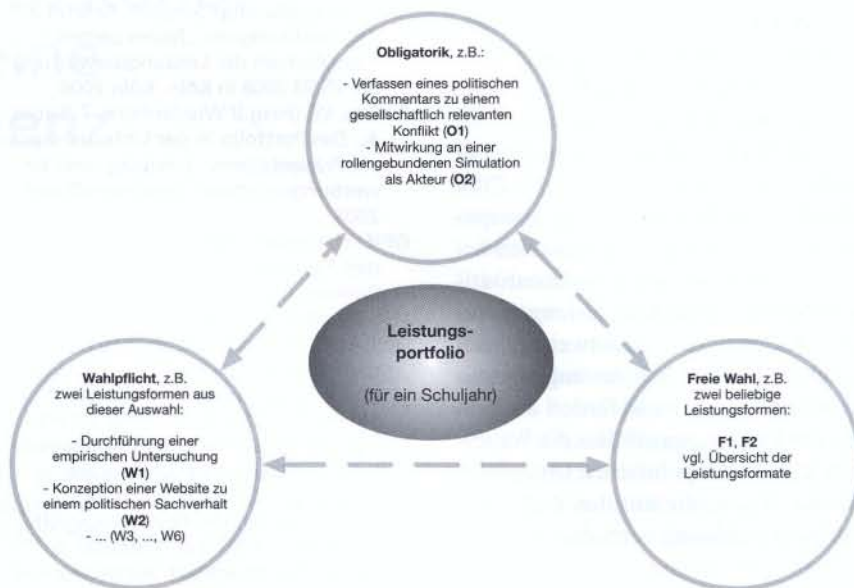 Obligatorik, z.B.:
- Verfassen eines politischen
Kommentars zu einem
gesellschaftlich relevanten
Konflikt (O1)
- Mitwirkung an einer
rollengebundenen Simulation
als Akteur (O2)
Leistungs-
portfolio
(für ein Schuljahr)
Wahlpflicht, z.B.
zwei Leistungsformen aus
dieser Auswahl:
- Durchführung einer
empirischen Untersuchung
(W1)
- Konzeption einer Website zu
einem politischen Sachverhalt
(W2)
- ... (W3, ..., W6)
Freie Wahl, z.B.
zwei beliebige
Leistungsformen:
F1, F2
vgl. Übersicht der
Leistungsformate